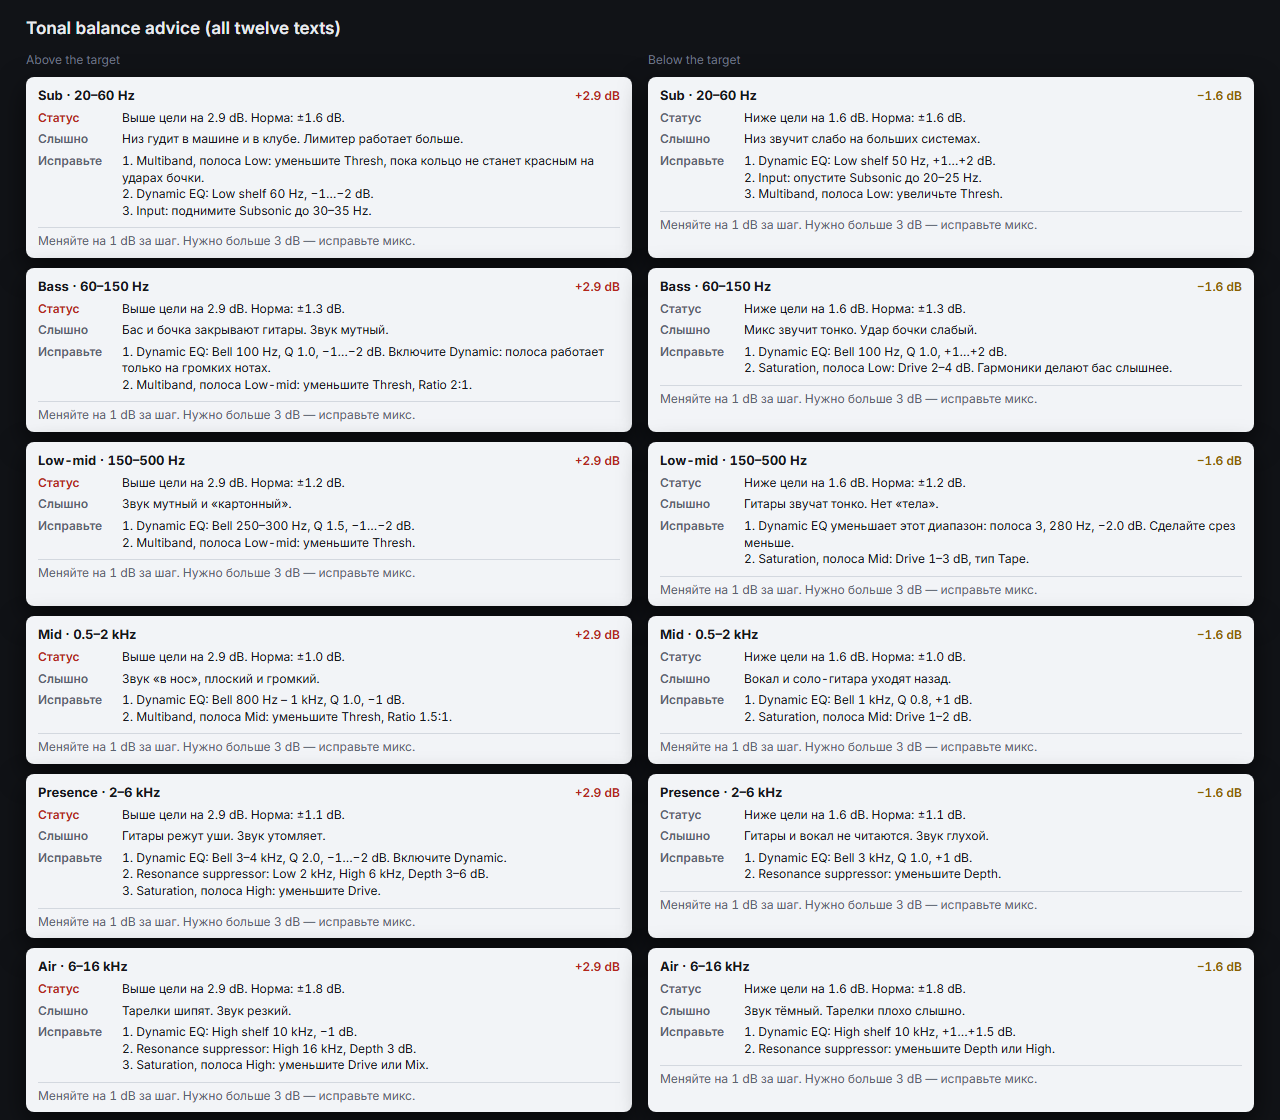 Tonal balance advice (all twelve texts)
Above the target
Below the target
Sub · 20–60 Hz
+2.9 dB
Статус
Выше цели на 2.9 dB. Норма: ±1.6 dB.
Слышно
Низ гудит в машине и в клубе. Лимитер работает больше.
Исправьте
1. Multiband, полоса Low: уменьшите Thresh, пока кольцо не станет красным на
ударах бочки.
2. Dynamic EQ: Low shelf 60 Hz, −1…−2 dB.
3. Input: поднимите Subsonic до 30–35 Hz.
Меняйте на 1 dB за шаг. Нужно больше 3 dB — исправьте микс.
Sub · 20–60 Hz
−1.6 dB
Статус
Ниже цели на 1.6 dB. Норма: ±1.6 dB.
Слышно
Низ звучит слабо на больших системах.
Исправьте
1. Dynamic EQ: Low shelf 50 Hz, +1…+2 dB.
2. Input: опустите Subsonic до 20–25 Hz.
3. Multiband, полоса Low: увеличьте Thresh.
Меняйте на 1 dB за шаг. Нужно больше 3 dB — исправьте микс.
Bass · 60–150 Hz
+2.9 dB
Статус
Выше цели на 2.9 dB. Норма: ±1.3 dB.
Слышно
Бас и бочка закрывают гитары. Звук мутный.
Исправьте
1. Dynamic EQ: Bell 100 Hz, Q 1.0, −1…−2 dB. Включите Dynamic: полоса работает
только на громких нотах.
2. Multiband, полоса Low-mid: уменьшите Thresh, Ratio 2:1.
Меняйте на 1 dB за шаг. Нужно больше 3 dB — исправьте микс.
Bass · 60–150 Hz
−1.6 dB
Статус
Ниже цели на 1.6 dB. Норма: ±1.3 dB.
Слышно
Микс звучит тонко. Удар бочки слабый.
Исправьте
1. Dynamic EQ: Bell 100 Hz, Q 1.0, +1…+2 dB.
2. Saturation, полоса Low: Drive 2–4 dB. Гармоники делают бас слышнее.
Меняйте на 1 dB за шаг. Нужно больше 3 dB — исправьте микс.
Low-mid · 150–500 Hz
+2.9 dB
Статус
Выше цели на 2.9 dB. Норма: ±1.2 dB.
Слышно
Звук мутный и «картонный».
Исправьте
1. Dynamic EQ: Bell 250–300 Hz, Q 1.5, −1…−2 dB.
2. Multiband, полоса Low-mid: уменьшите Thresh.
Меняйте на 1 dB за шаг. Нужно больше 3 dB — исправьте микс.
Low-mid · 150–500 Hz
−1.6 dB
Статус
Ниже цели на 1.6 dB. Норма: ±1.2 dB.
Слышно
Гитары звучат тонко. Нет «тела».
Исправьте
1. Dynamic EQ уменьшает этот диапазон: полоса 3, 280 Hz, −2.0 dB. Сделайте срез
меньше.
2. Saturation, полоса Mid: Drive 1–3 dB, тип Tape.
Меняйте на 1 dB за шаг. Нужно больше 3 dB — исправьте микс.
Mid · 0.5–2 kHz
+2.9 dB
Статус
Выше цели на 2.9 dB. Норма: ±1.0 dB.
Слышно
Звук «в нос», плоский и громкий.
Исправьте
1. Dynamic EQ: Bell 800 Hz – 1 kHz, Q 1.0, −1 dB.
2. Multiband, полоса Mid: уменьшите Thresh, Ratio 1.5:1.
Меняйте на 1 dB за шаг. Нужно больше 3 dB — исправьте микс.
Mid · 0.5–2 kHz
−1.6 dB
Статус
Ниже цели на 1.6 dB. Норма: ±1.0 dB.
Слышно
Вокал и соло-гитара уходят назад.
Исправьте
1. Dynamic EQ: Bell 1 kHz, Q 0.8, +1 dB.
2. Saturation, полоса Mid: Drive 1–2 dB.
Меняйте на 1 dB за шаг. Нужно больше 3 dB — исправьте микс.
Presence · 2–6 kHz
+2.9 dB
Статус
Выше цели на 2.9 dB. Норма: ±1.1 dB.
Слышно
Гитары режут уши. Звук утомляет.
Исправьте
1. Dynamic EQ: Bell 3–4 kHz, Q 2.0, −1…−2 dB. Включите Dynamic.
2. Resonance suppressor: Low 2 kHz, High 6 kHz, Depth 3–6 dB.
3. Saturation, полоса High: уменьшите Drive.
Меняйте на 1 dB за шаг. Нужно больше 3 dB — исправьте микс.
Presence · 2–6 kHz
−1.6 dB
Статус
Ниже цели на 1.6 dB. Норма: ±1.1 dB.
Слышно
Гитары и вокал не читаются. Звук глухой.
Исправьте
1. Dynamic EQ: Bell 3 kHz, Q 1.0, +1 dB.
2. Resonance suppressor: уменьшите Depth.
Меняйте на 1 dB за шаг. Нужно больше 3 dB — исправьте микс.
Air · 6–16 kHz
+2.9 dB
Статус
Выше цели на 2.9 dB. Норма: ±1.8 dB.
Слышно
Тарелки шипят. Звук резкий.
Исправьте
1. Dynamic EQ: High shelf 10 kHz, −1 dB.
2. Resonance suppressor: High 16 kHz, Depth 3 dB.
3. Saturation, полоса High: уменьшите Drive или Mix.
Меняйте на 1 dB за шаг. Нужно больше 3 dB — исправьте микс.
Air · 6–16 kHz
−1.6 dB
Статус
Ниже цели на 1.6 dB. Норма: ±1.8 dB.
Слышно
Звук тёмный. Тарелки плохо слышно.
Исправьте
1. Dynamic EQ: High shelf 10 kHz, +1…+1.5 dB.
2. Resonance suppressor: уменьшите Depth или High.
Меняйте на 1 dB за шаг. Нужно больше 3 dB — исправьте микс.